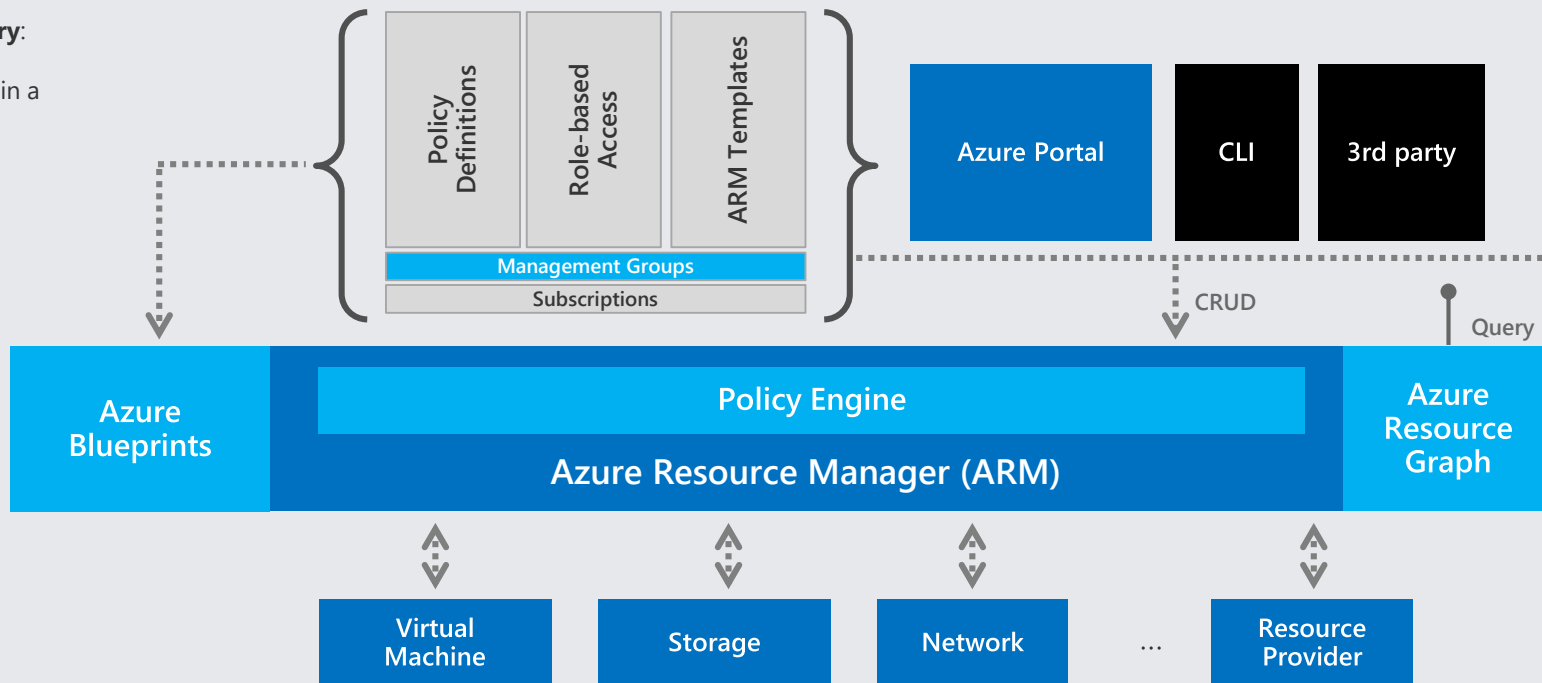 ry:
in a
Policy
Definitions
Role-based
Access
ARM Templates
Management Groups
Subscriptions
Azure Portal
CLI
3rd party
CRUD
Query
Azure
Blueprints
Policy Engine
Azure Resource Manager (ARM)
Azure
Resource
Graph
Virtual
Machine
Storage
Network
...
Resource
Provider